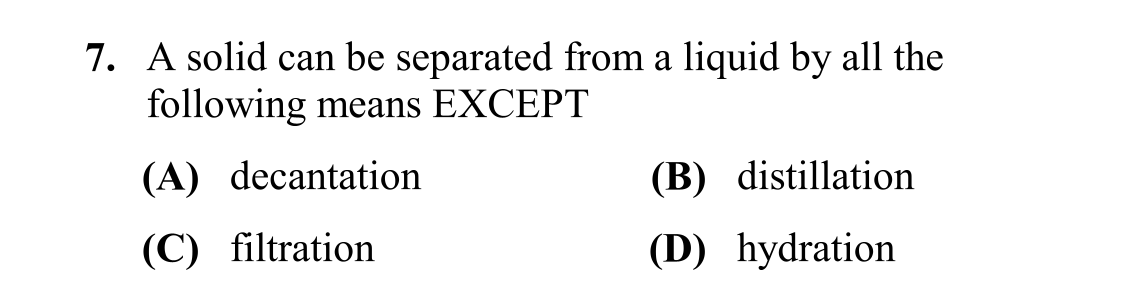 7. A solid can be separated from a liquid by all the
following means EXCEPT
(A) decantation (B) distillation
(C) filtration (D) hydration